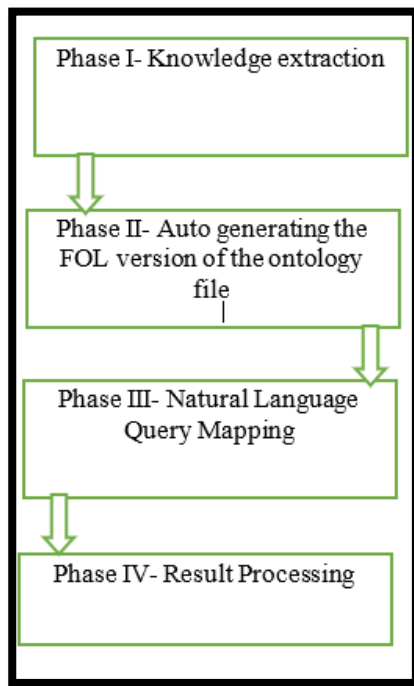 Phase I- Knowledge extraction
Phase II- Auto generating the
FOL version of the ontology
file
Phase III- Natural Language
Query Mapping
Phase IV- Result Processing